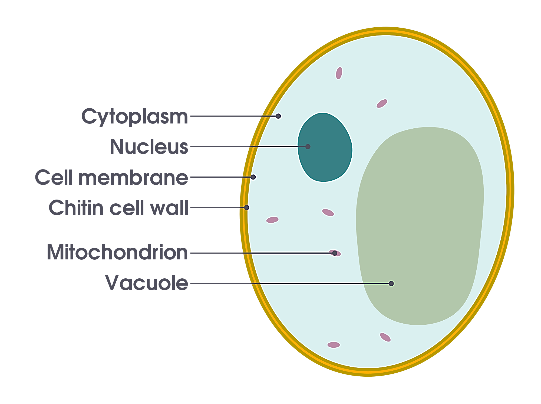 Cytoplasm
Nucleus
Cell membrane
Chitin cell wall
Mitochondrion
Vacuole